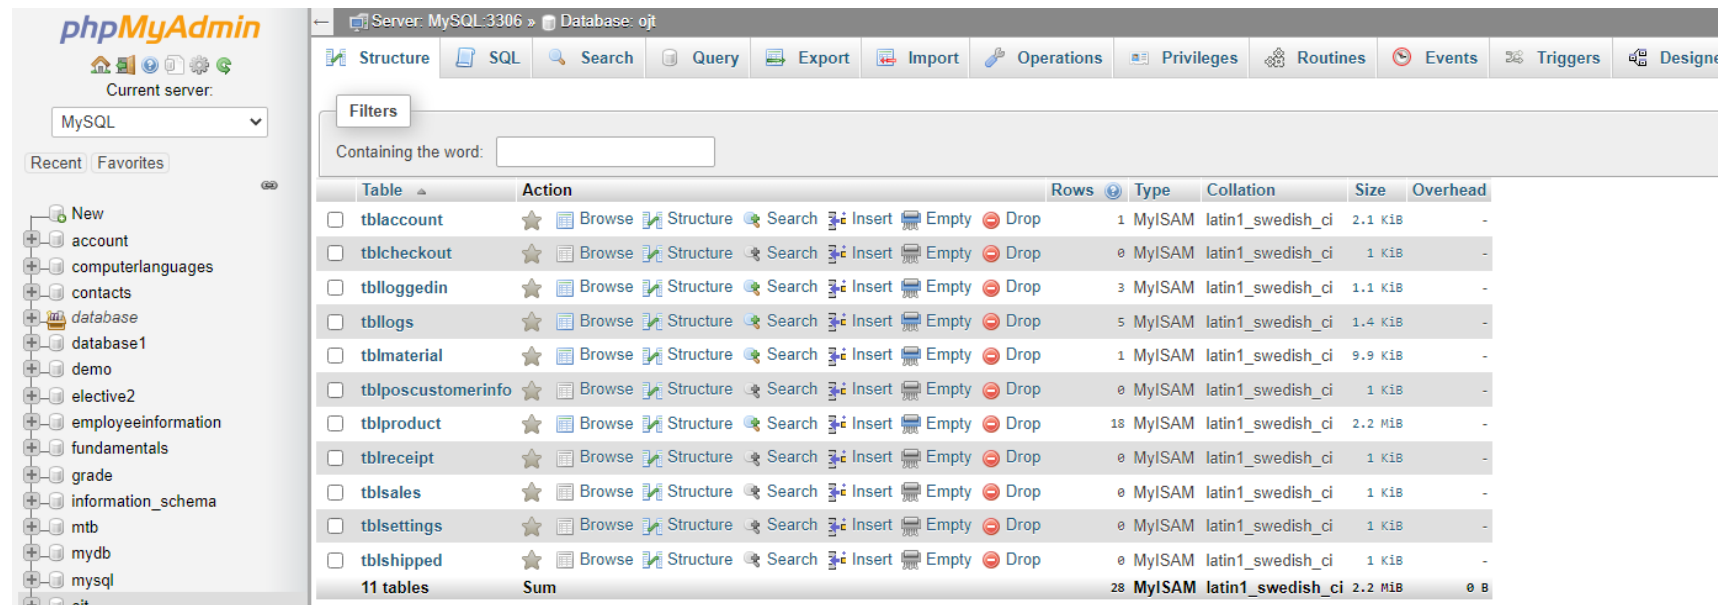 phpMyAdmin
Current server:
MySQL
Recent Favorites
New
account
computerlanguages
contacts
database
database1
demo
elective2
employeeinformation
fundamentals
grade
information_schema
mtb
mydb
mysql
ojt
← Server: MySQL:3306 » Database: ojt
Structure SQL Search Query Export Import Operations Privileges Routines Events Triggers Designe
Filters
Containing the word:
Table Action Rows Type Collation Size Overhead
tblaccount Browse Structure Search Insert Empty Drop 1 MyISAM latin1_swedish_ci 2.1 KiB -
tblcheckout Browse Structure Search Insert Empty Drop 0 MyISAM latin1_swedish_ci 1 KiB -
tblloggedin Browse Structure Search Insert Empty Drop 3 MyISAM latin1_swedish_ci 1.1 KiB -
tbllogs Browse Structure Search Insert Empty Drop 5 MyISAM latin1_swedish_ci 1.4 KiB -
tblmaterial Browse Structure Search Insert Empty Drop 1 MyISAM latin1_swedish_ci 9.9 KiB -
tblposcustomerinfo Browse Structure Search Insert Empty Drop 0 MyISAM latin1_swedish_ci 1 KiB -
tblproduct Browse Structure Search Insert Empty Drop 18 MyISAM latin1_swedish_ci 2.2 MiB -
tblreceipt Browse Structure Search Insert Empty Drop 0 MyISAM latin1_swedish_ci 1 KiB -
tblsales Browse Structure Search Insert Empty Drop 0 MyISAM latin1_swedish_ci 1 KiB -
tblsettings Browse Structure Search Insert Empty Drop 0 MyISAM latin1_swedish_ci 1 KiB -
tblshipped Browse Structure Search Insert Empty Drop 0 MyISAM latin1_swedish_ci 1 KiB -
11 tables Sum 28 MyISAM latin1_swedish_ci 2.2 MiB 0 B